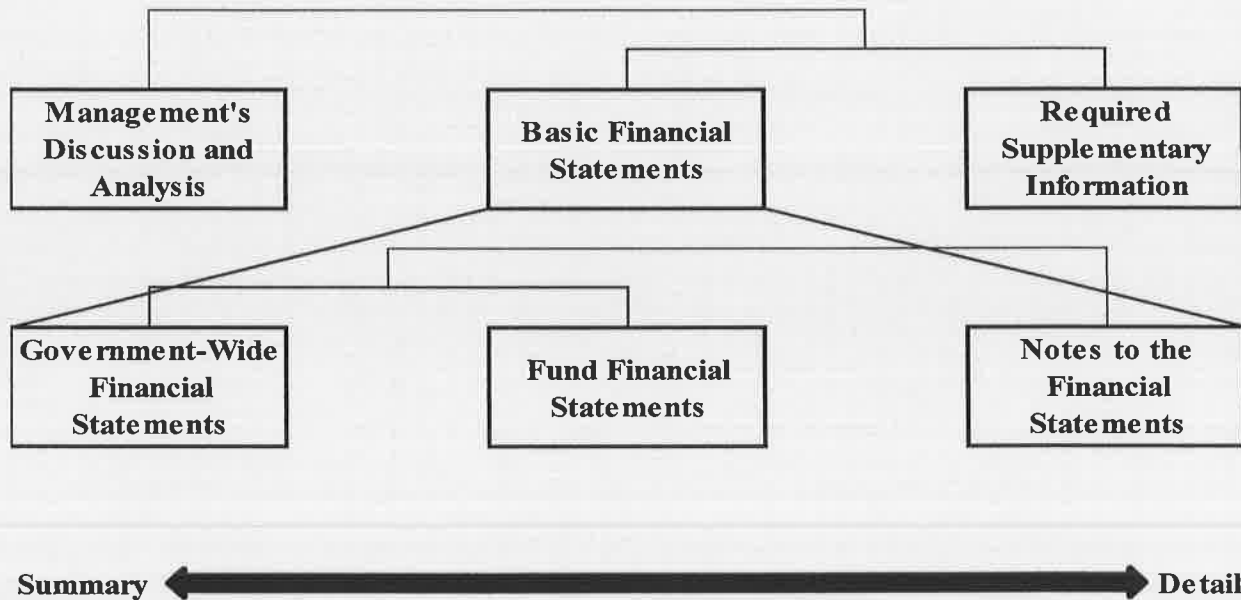 Management's
Discussion and
Analysis
Basic Financial
Statements
Required
Supplementary
Information
Government-Wide
Financial
Statements
Fund Financial
Statements
Notes to the
Financial
Statements
Summary
Detail